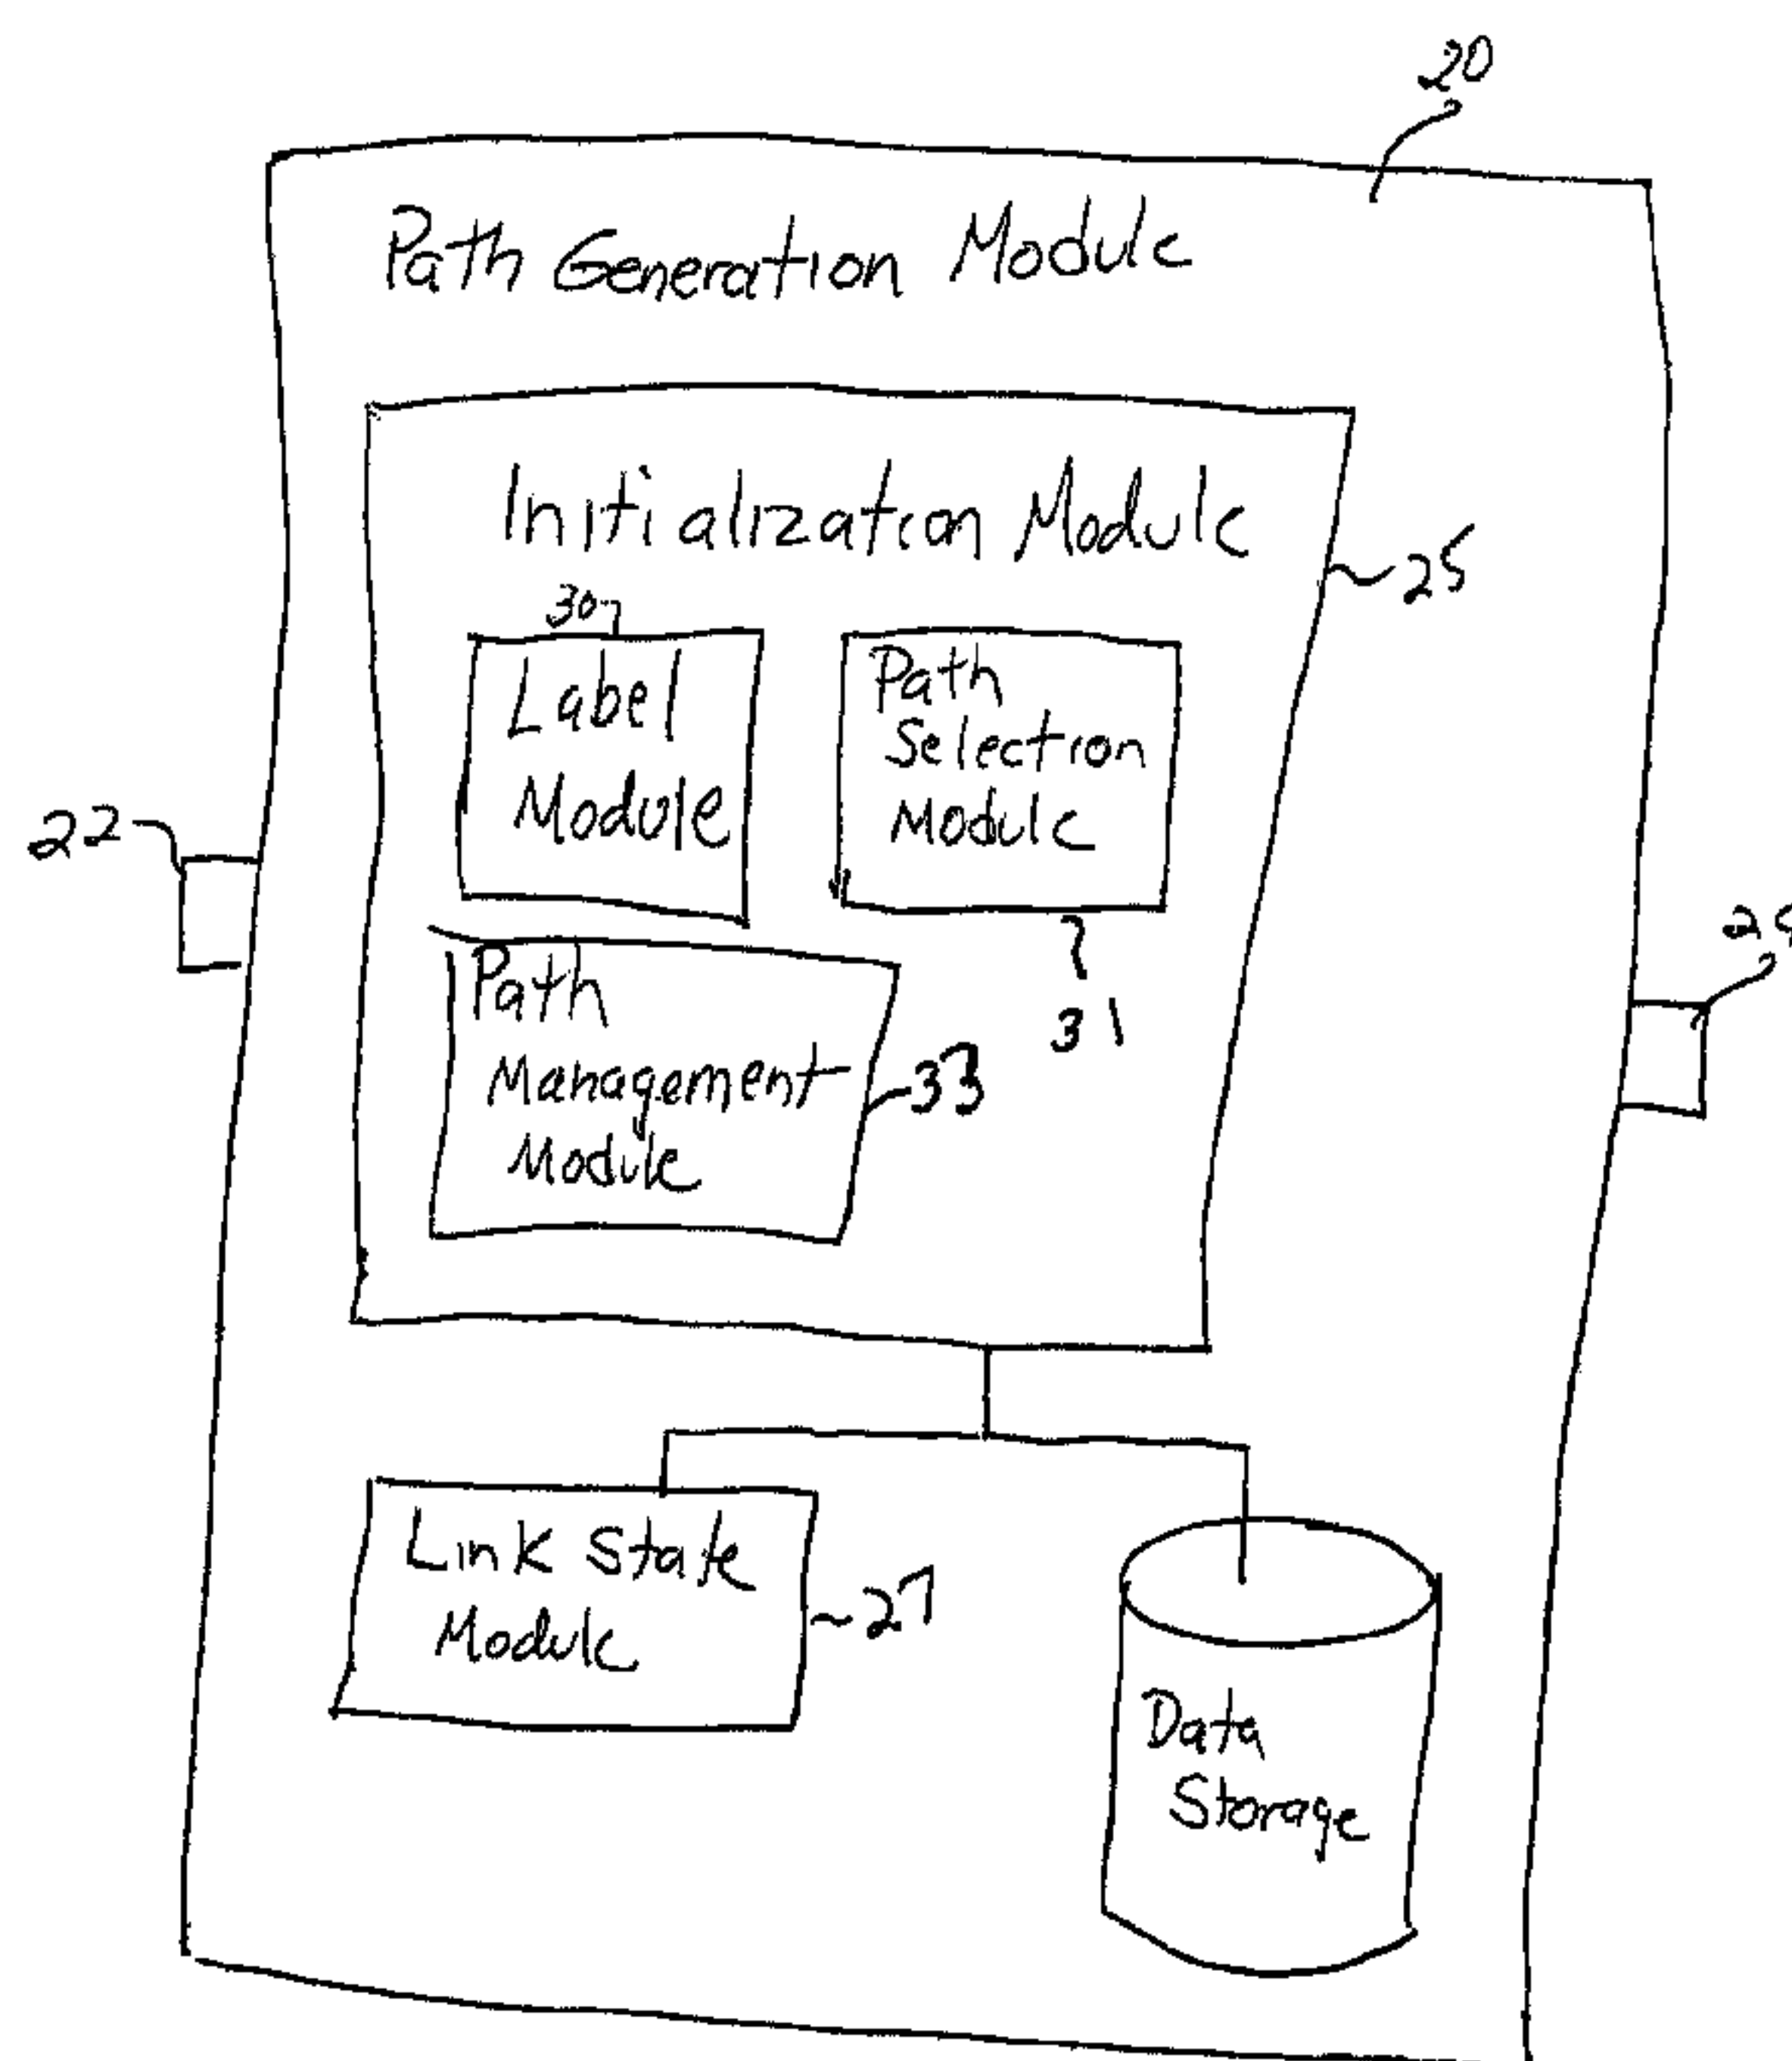 20
Path Generation Module
Initialization Module
25
30
Label
Module
Path
Selection
Module
22
31
Path
Management
Module
33
Link State
Module
27
Data
Storage